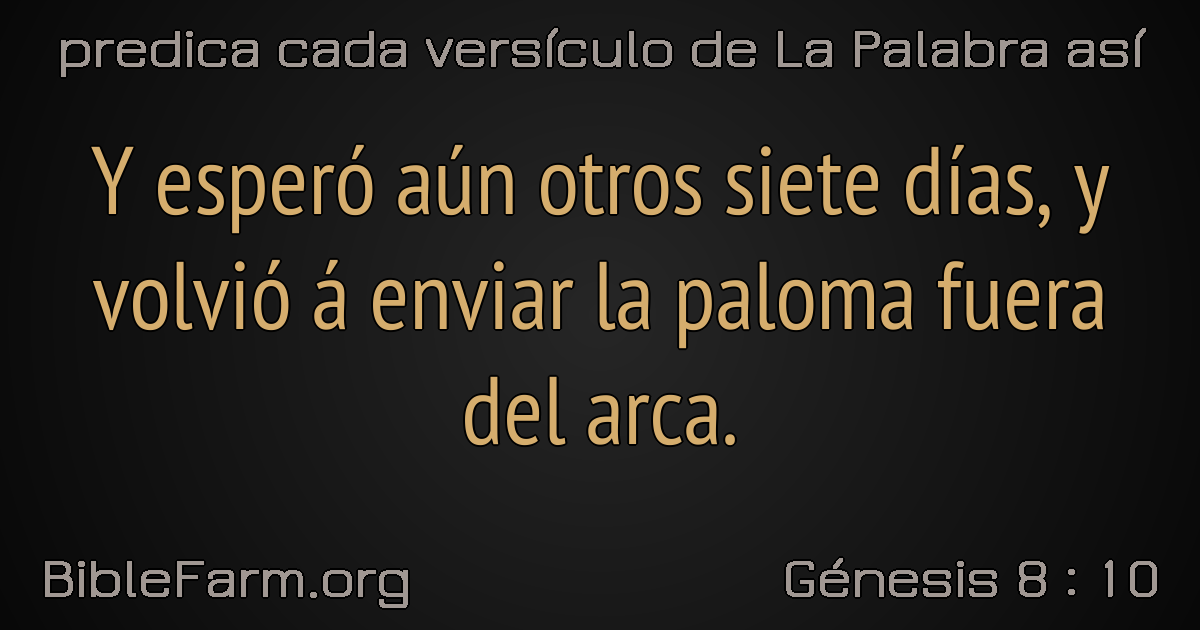 predica cada versículo de La Palabra así
Y esperó aún otros siete días, y
volvió á enviar la paloma fuera
del arca.
BibleFarm.org
Génesis 8 : 10